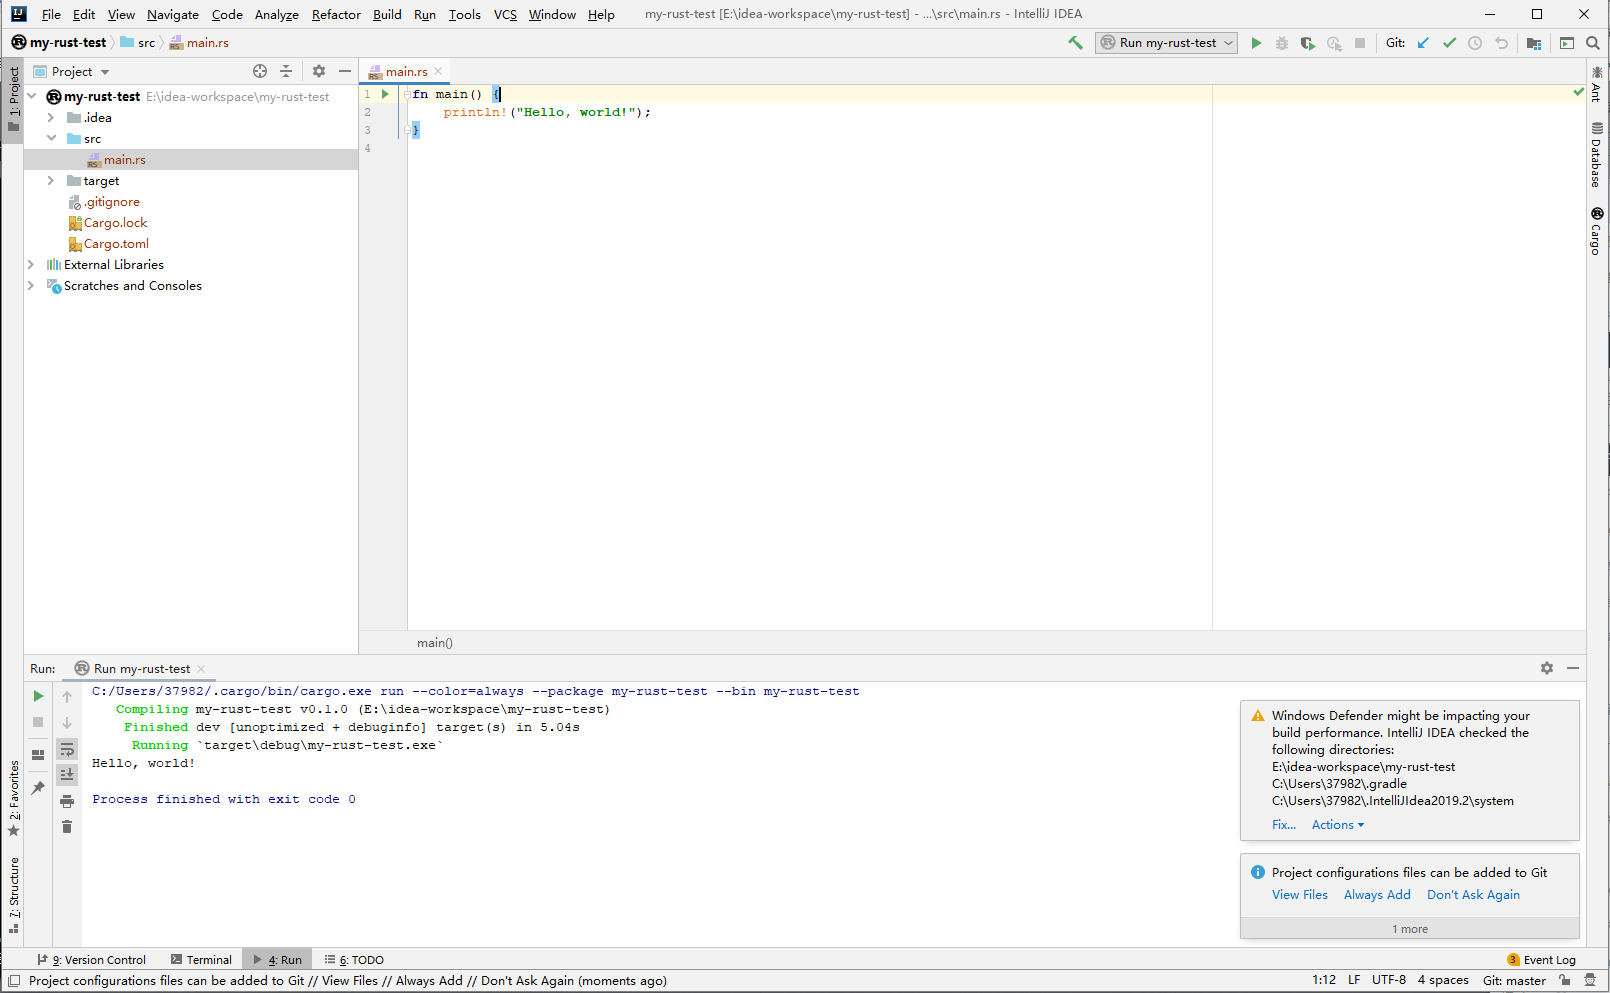 File Edit View Navigate Code Analyze Refactor Build Run Tools VCS Window Help my-rust-test [E:\idea-workspace\my-rust-test] - ...\src\main.rs - IntelliJ IDEA
my-rust-test src main.rs Run my-rust-test Git:
1: Project
Project
my-rust-test E:\idea-workspace\my-rust-test
.idea
src
main.rs
target
.gitignore
Cargo.lock
Cargo.toml
External Libraries
Scratches and Consoles
main.rs
1 fn main() {
2 println!("Hello, world!");
3 }
4
main()
Ant
Database
Cargo
Run: Run my-rust-test
C:/Users/37982/.cargo/bin/cargo.exe run --color=always --package my-rust-test --bin my-rust-test
Compiling my-rust-test v0.1.0 (E:\idea-workspace\my-rust-test)
Finished dev [unoptimized + debuginfo] target(s) in 5.04s
Running `target\debug\my-rust-test.exe`
Hello, world!
Process finished with exit code 0
2: Favorites
7: Structure
Windows Defender might be impacting your
build performance. IntelliJ IDEA checked the
following directories:
E:\idea-workspace\my-rust-test
C:\Users\37982\.gradle
C:\Users\37982\.IntelliJIdea2019.2\system
Fix... Actions
Project configurations files can be added to Git
View Files Always Add Don't Ask Again
1 more
9: Version Control Terminal 4: Run 6: TODO 3 Event Log
Project configurations files can be added to Git // View Files // Always Add // Don't Ask Again (moments ago) 1:12 LF UTF-8 4 spaces Git: master